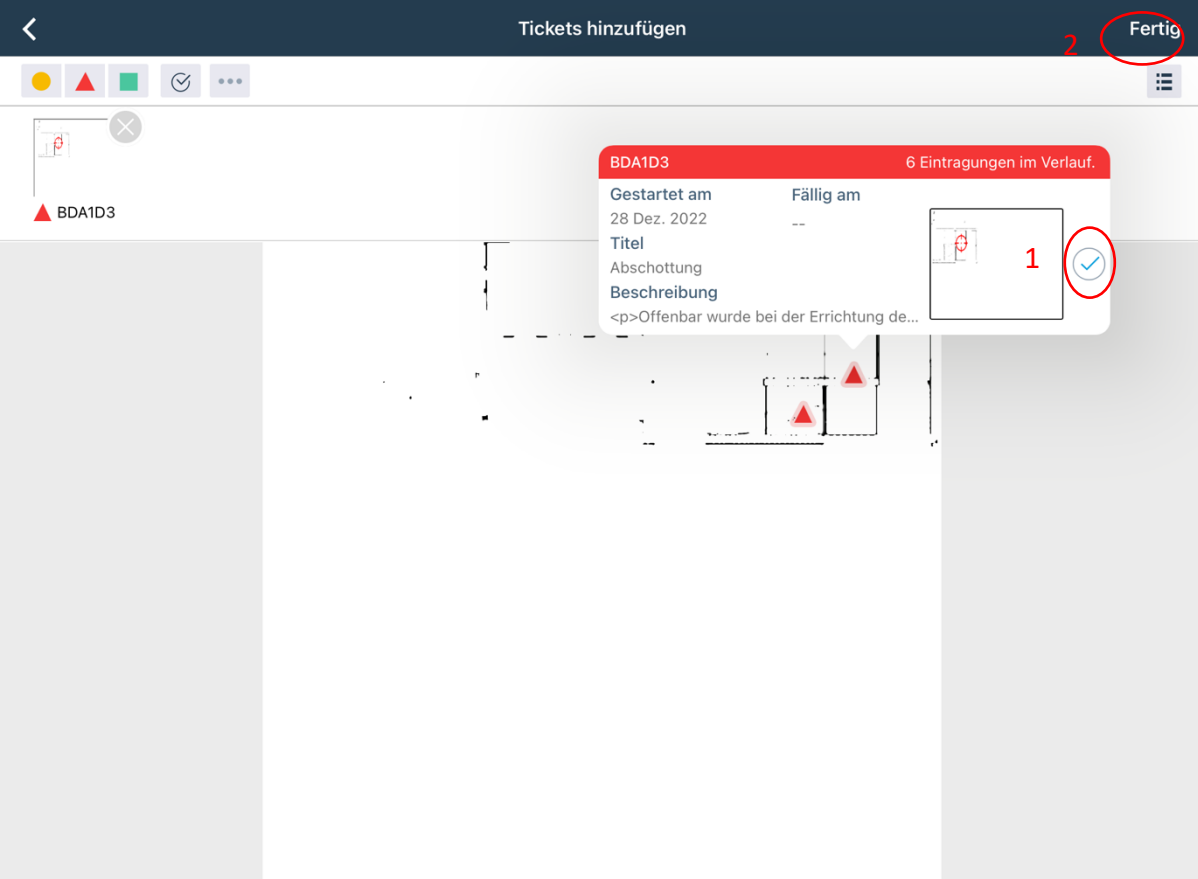 Tickets hinzufügen
Fertig
2
BDA1D3
BDA1D3
6 Eintragungen im Verlauf.
Gestartet am
Fällig am
28 Dez. 2022
--
Titel
Abschottung
Beschreibung
<p>Offenbar wurde bei der Errichtung de...
1